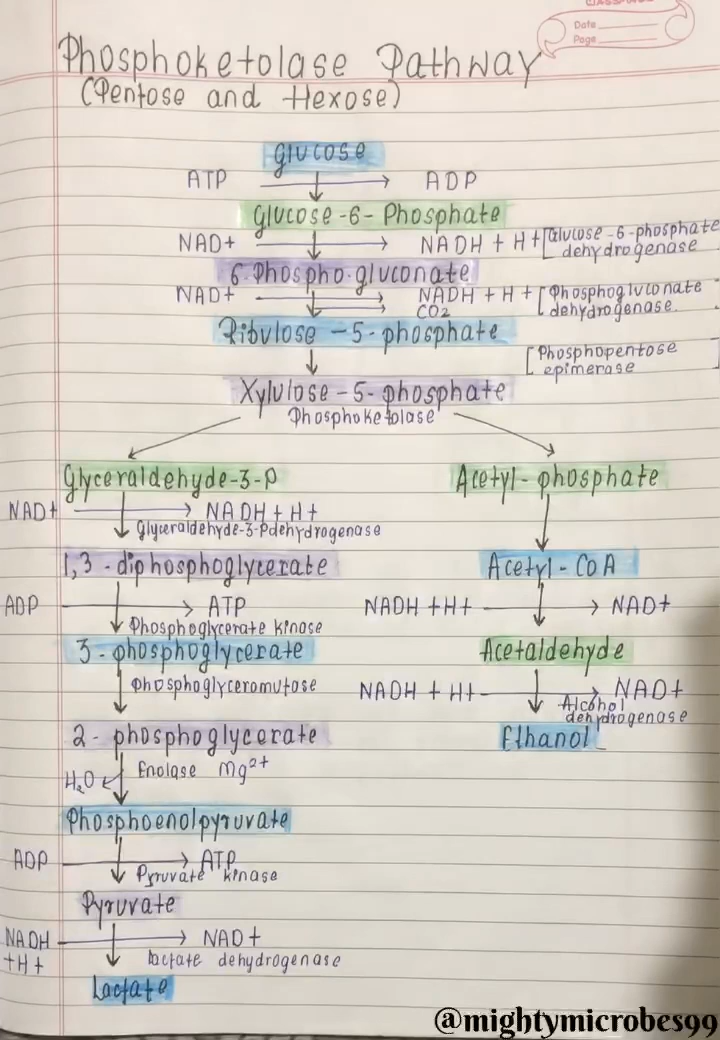 CLASSMATE
Date
Page
Phosphoketolase Pathway
(Pentose and Hexose)
Glucose
ATP ADP
Glucose-6-Phosphate
NAD+ NADH + H+ [Glucose-6-phosphate
dehydrogenase
6-Phospho-gluconate
NAD+ NADH + H+ [Phosphogluconate
CO2 dehydrogenase
Ribulose-5-phosphate
[Phosphopentose
epimerase ]
Xylulose-5-phosphate
Phosphoketolase
Glyceraldehyde-3-P Acetyl-phosphate
NAD+ NADH + H+
Glyceraldehyde-3-Pdehydrogenase
1,3-diphosphoglycerate Acetyl-CoA
ADP ATP NADH + H+ NAD+
Phosphoglycerate kinase
3-phosphoglycerate Acetaldehyde
Phosphoglyceromutose NADH + H+ NAD+
Alcohol
dehydrogenase
2-phosphoglycerate Ethanol
H2O Enolase Mg2+
Phosphoenolpyruvate
ADP ATP
Pyruvate kinase
Pyruvate
NADH NAD+
+H+ lactate dehydrogenase
Lactate
@mightymicrobes99